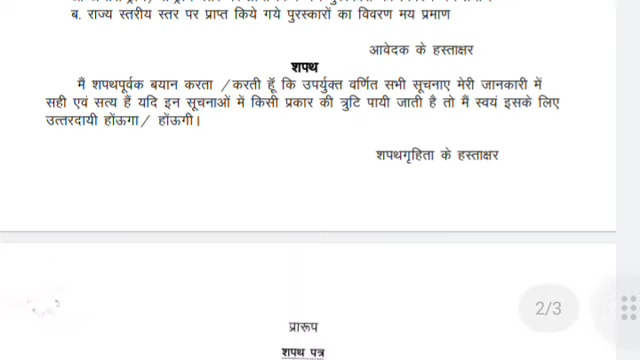 ब. राज्य स्तरीय स्तर पर प्राप्त किये गये पुरस्कारों का विवरण मय प्रमाण
आवेदक के हस्ताक्षर
शपथ
मैं शपथपूर्वक बयान करता /करती हूँ कि उपर्युक्त वर्णित सभी सूचनाए मेरी जानकारी में
सही एवं सत्य हैं यदि इन सूचनाओं में किसी प्रकार की त्रुटि पायी जाती है तो मैं स्वयं इसके लिए
उत्तरदायी होंऊगा/ होंऊगी।
शपथगृहिता के हस्ताक्षर
2/3
प्रारूप
शपथ पत्र